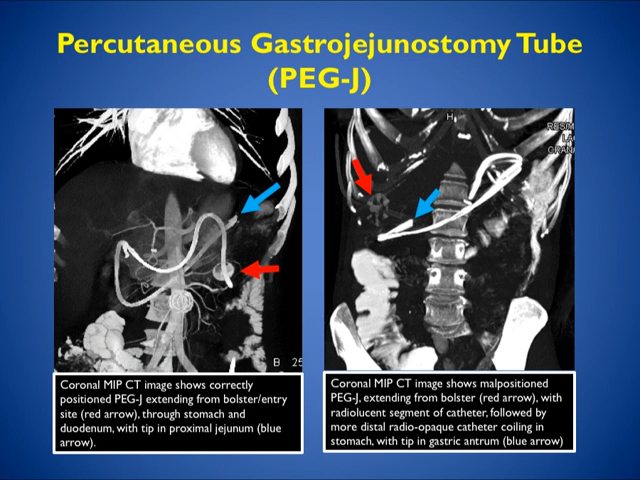 Percutaneous Gastrojejunostomy Tube
(PEG-J)
H
B 25
Coronal MIP CT image shows correctly
positioned PEG-J extending from bolster/entry
site (red arrow), through stomach and
duodenum, with tip in proximal jejunum (blue
arrow).
Coronal MIP CT image shows malpositioned
PEG-J, extending from bolster (red arrow), with
radiolucent segment of catheter, followed by
more distal radio-opaque catheter coiling in
stomach, with tip in gastric antrum (blue arrow)